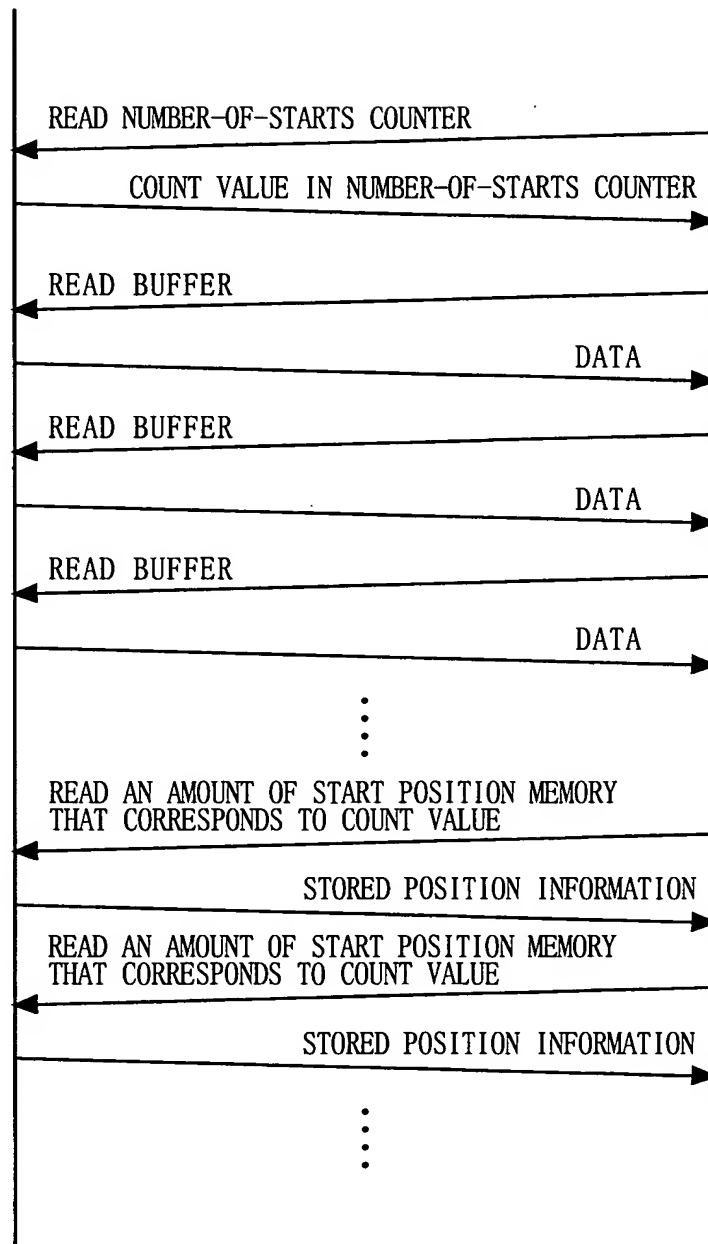 READ NUMBER-OF-STARTS COUNTER
COUNT VALUE IN NUMBER-OF-STARTS COUNTER
READ BUFFER
DATA
READ BUFFER
DATA
READ BUFFER
DATA
READ AN AMOUNT OF START POSITION MEMORY
THAT CORRESPONDS TO COUNT VALUE
STORED POSITION INFORMATION
READ AN AMOUNT OF START POSITION MEMORY
THAT CORRESPONDS TO COUNT VALUE
STORED POSITION INFORMATION